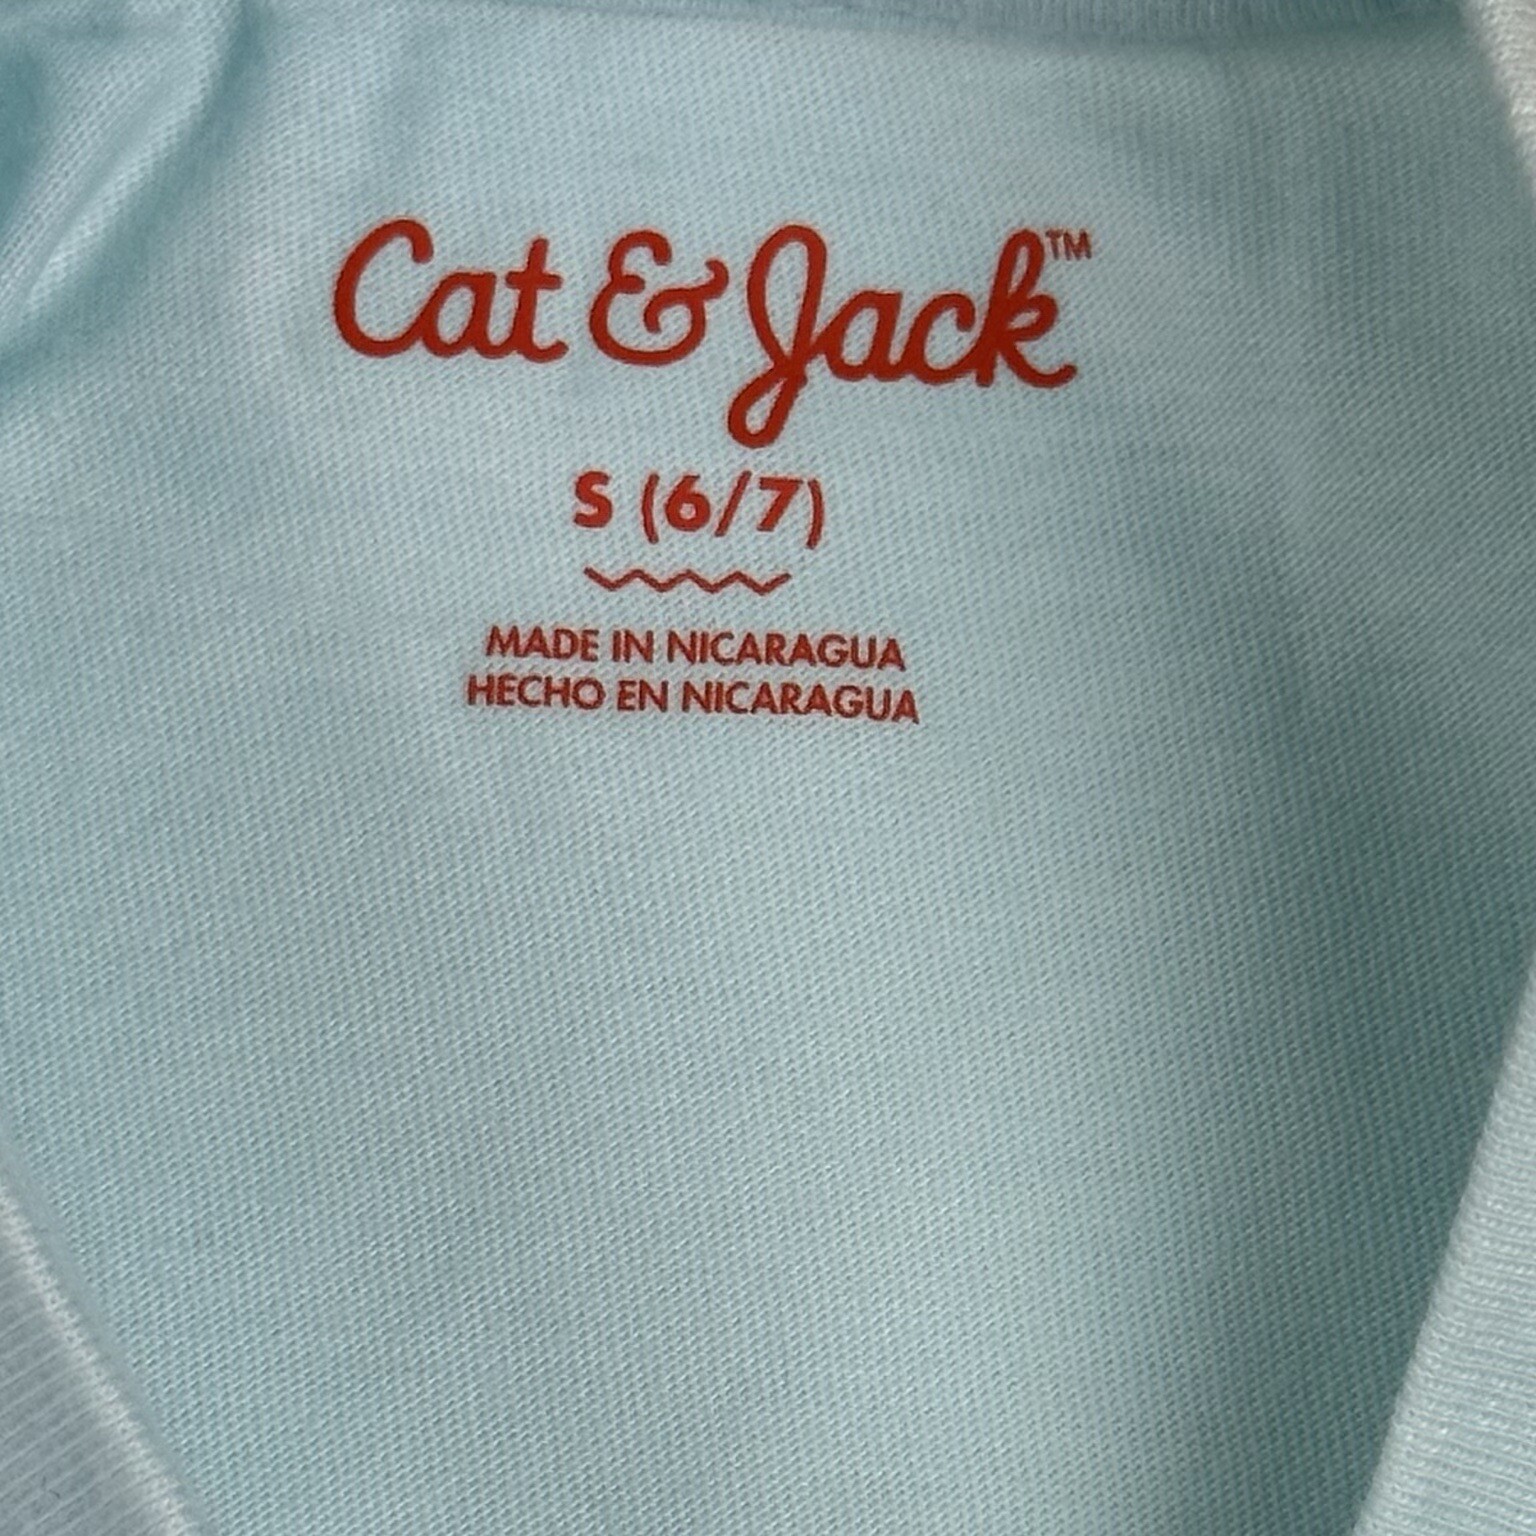 Cat & Jack™
S (6/7)
MADE IN NICARAGUA
HECHO EN NICARAGUA